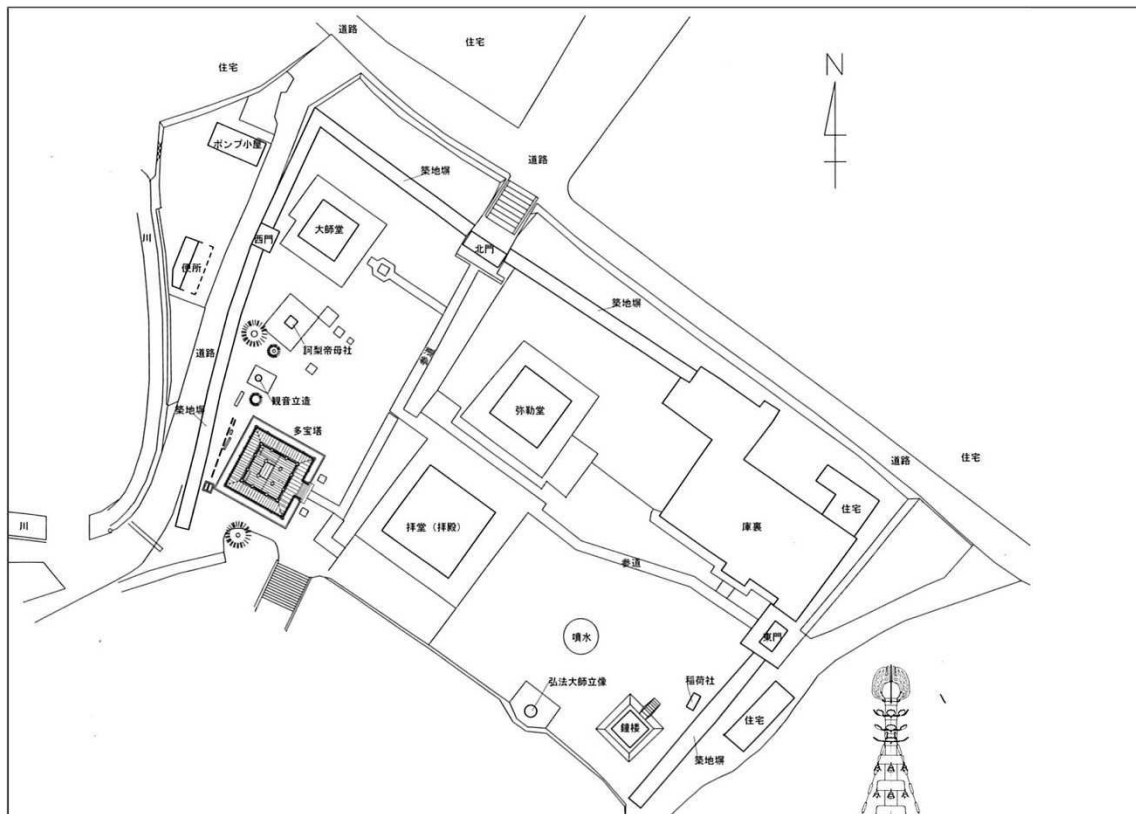 道路
住宅
住宅
N
ポンプ小屋
築地塀
道路
大師堂
西門
北門
川
便所
築地塀
訶梨帝母社
道路
参道
観音立造
築地塀
弥勒堂
多宝塔
道路
住宅
住宅
川
拝堂（拝殿）
庫裏
参道
噴水
東門
弘法大師立像
稲荷社
鐘楼
住宅
築地塀